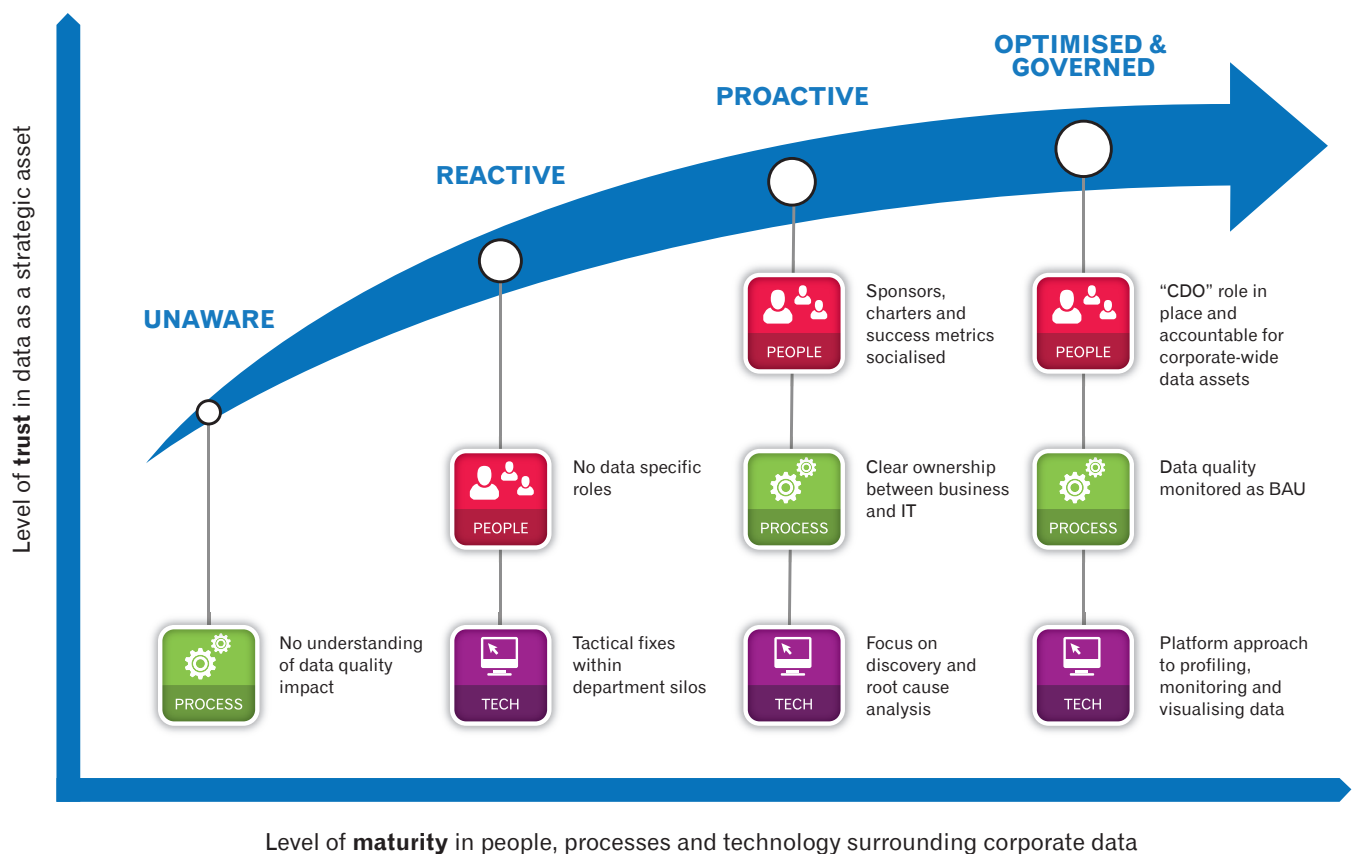 Level of trust in data as a strategic asset
OPTIMISED &
GOVERNED
PROACTIVE
REACTIVE
UNAWARE
PROCESS
No understanding
of data quality
impact
PEOPLE
No data specific
roles
TECH
Tactical fixes
within
department silos
PEOPLE
Sponsors,
charters and
success metrics
socialised
PROCESS
Clear ownership
between business
and IT
TECH
Focus on
discovery and
root cause
analysis
PEOPLE
“CDO” role in
place and
accountable for
corporate-wide
data assets
PROCESS
Data quality
monitored as BAU
TECH
Platform approach
to profiling,
monitoring and
visualising data
Level of maturity in people, processes and technology surrounding corporate data